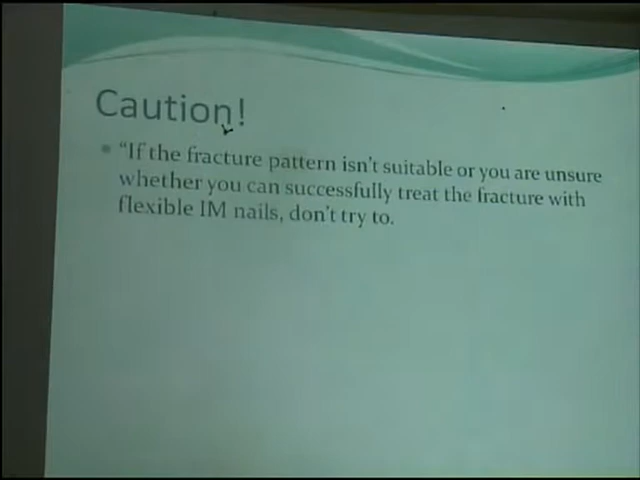 Caution!
“If the fracture pattern isn’t suitable or you are unsure
whether you can successfully treat the fracture with
flexible IM nails, don’t try to.